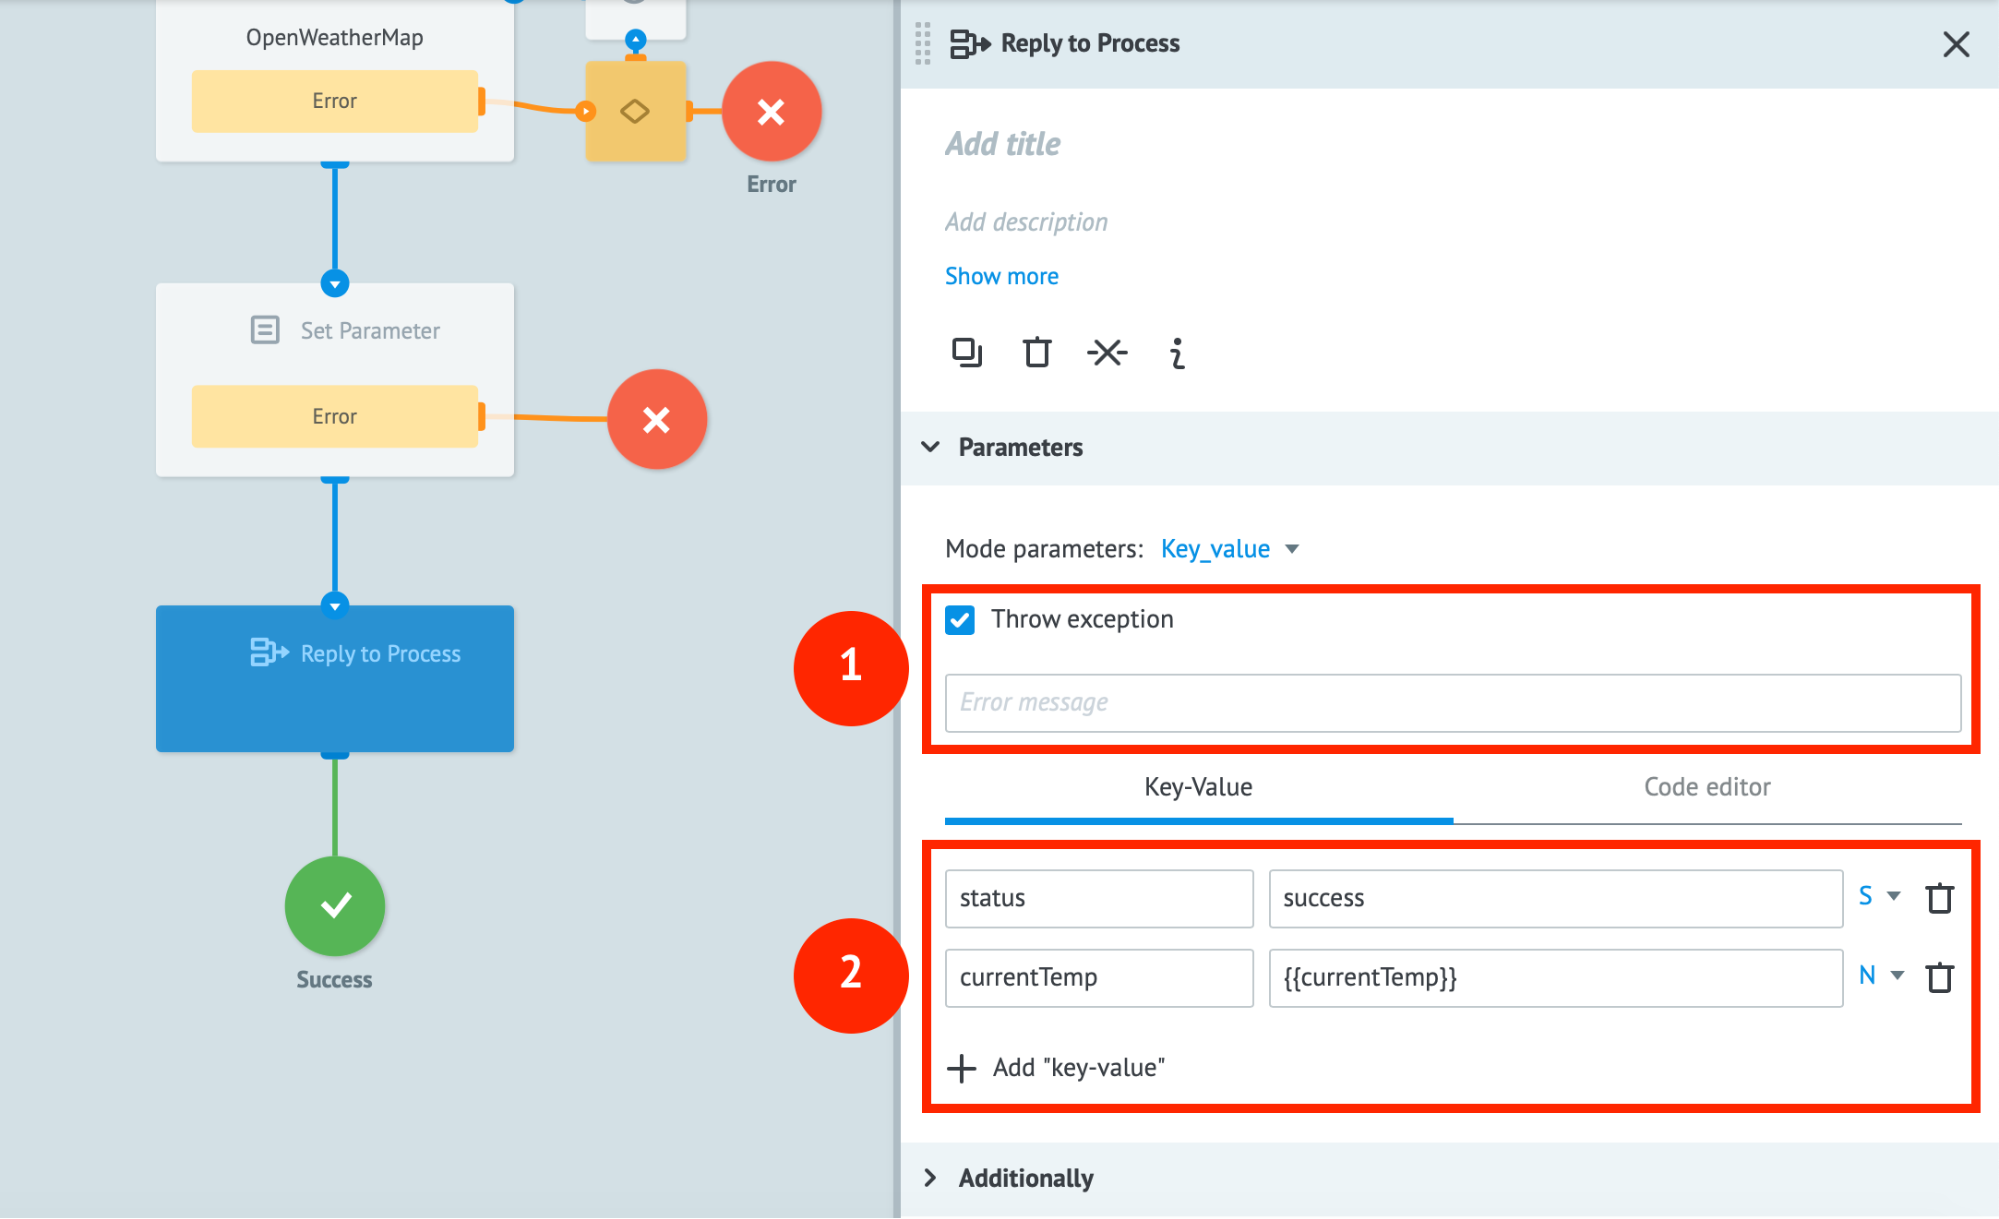 OpenWeatherMap
Error
Error
Set Parameter
Error
Reply to Process
Success
Reply to Process
Add title
Add description
Show more
Parameters
Mode parameters: Key_value
1
Throw exception
Error message
Key-Value Code editor
2
status success S
currentTemp {{currentTemp}} N
Add "key-value"
Additionally